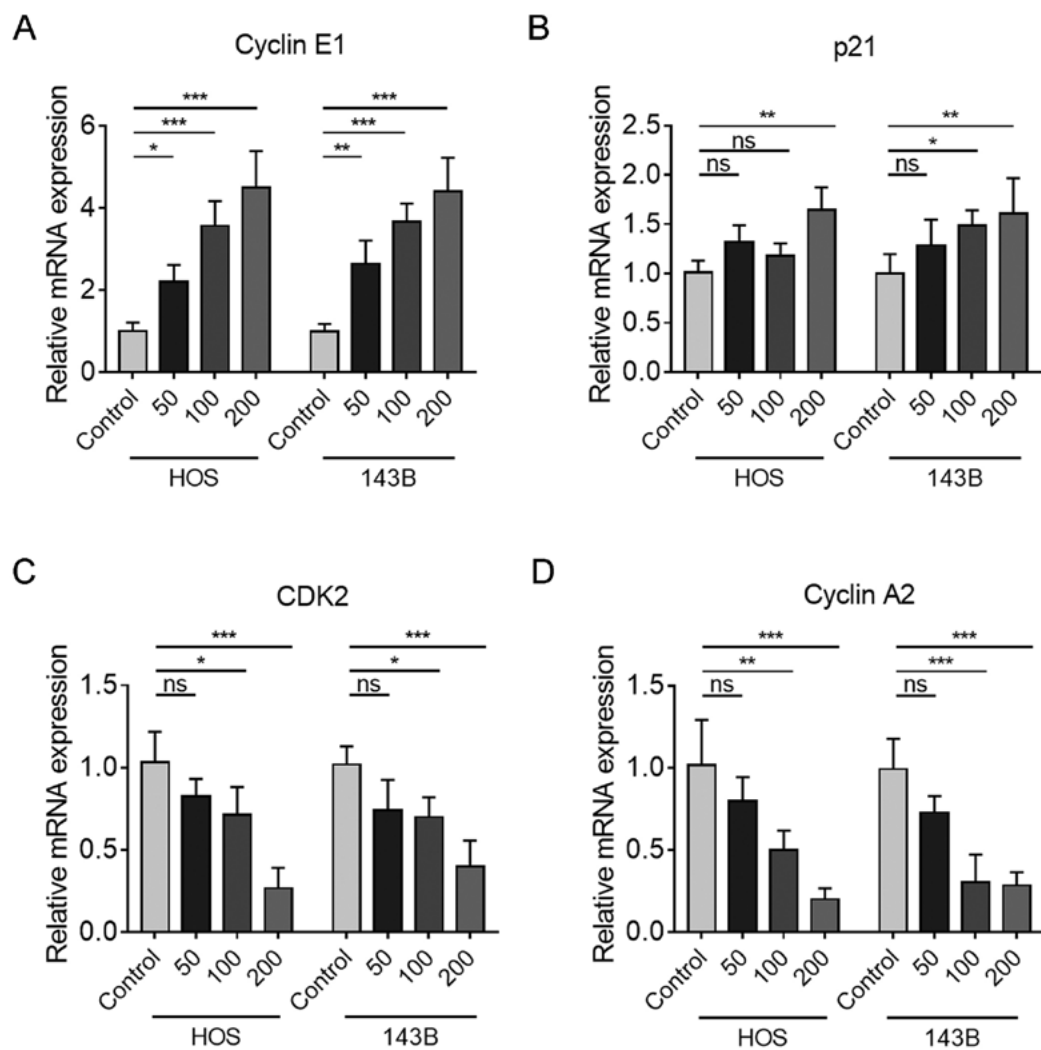 A
Cyclin E1
Relative mRNA expression
6
4
2
0
***
***
*
***
***
**
Control
50
100
200
Control
50
100
200
HOS
143B
B
p21
Relative mRNA expression
2.5
2.0
1.5
1.0
0.5
0.0
**
ns
ns
**
*
ns
Control
50
100
200
Control
50
100
200
HOS
143B
C
CDK2
Relative mRNA expression
1.5
1.0
0.5
0.0
***
*
ns
***
*
ns
Control
50
100
200
Control
50
100
200
HOS
143B
D
Cyclin A2
Relative mRNA expression
1.5
1.0
0.5
0.0
***
**
ns
***
***
ns
Control
50
100
200
Control
50
100
200
HOS
143B